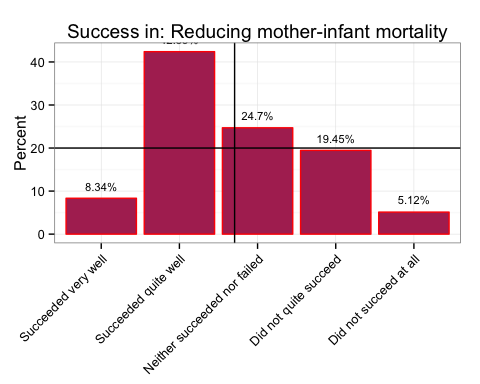 Success in: Reducing mother-infant mortality
Percent
40
30
20
10
0
8.34%
24.7%
19.45%
5.12%
Succeeded very well
Succeeded quite well
Neither succeeded nor failed
Did not quite succeed
Did not succeed at all